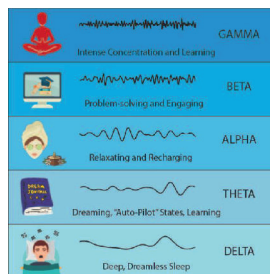 GAMMA
Intense Concentration and Learning
BETA
Problem-solving and Engaging
ALPHA
Relaxating and Recharging
THETA
Dreaming, "Auto-Pilot" States, Learning
DELTA
Deep, Dreamless Sleep